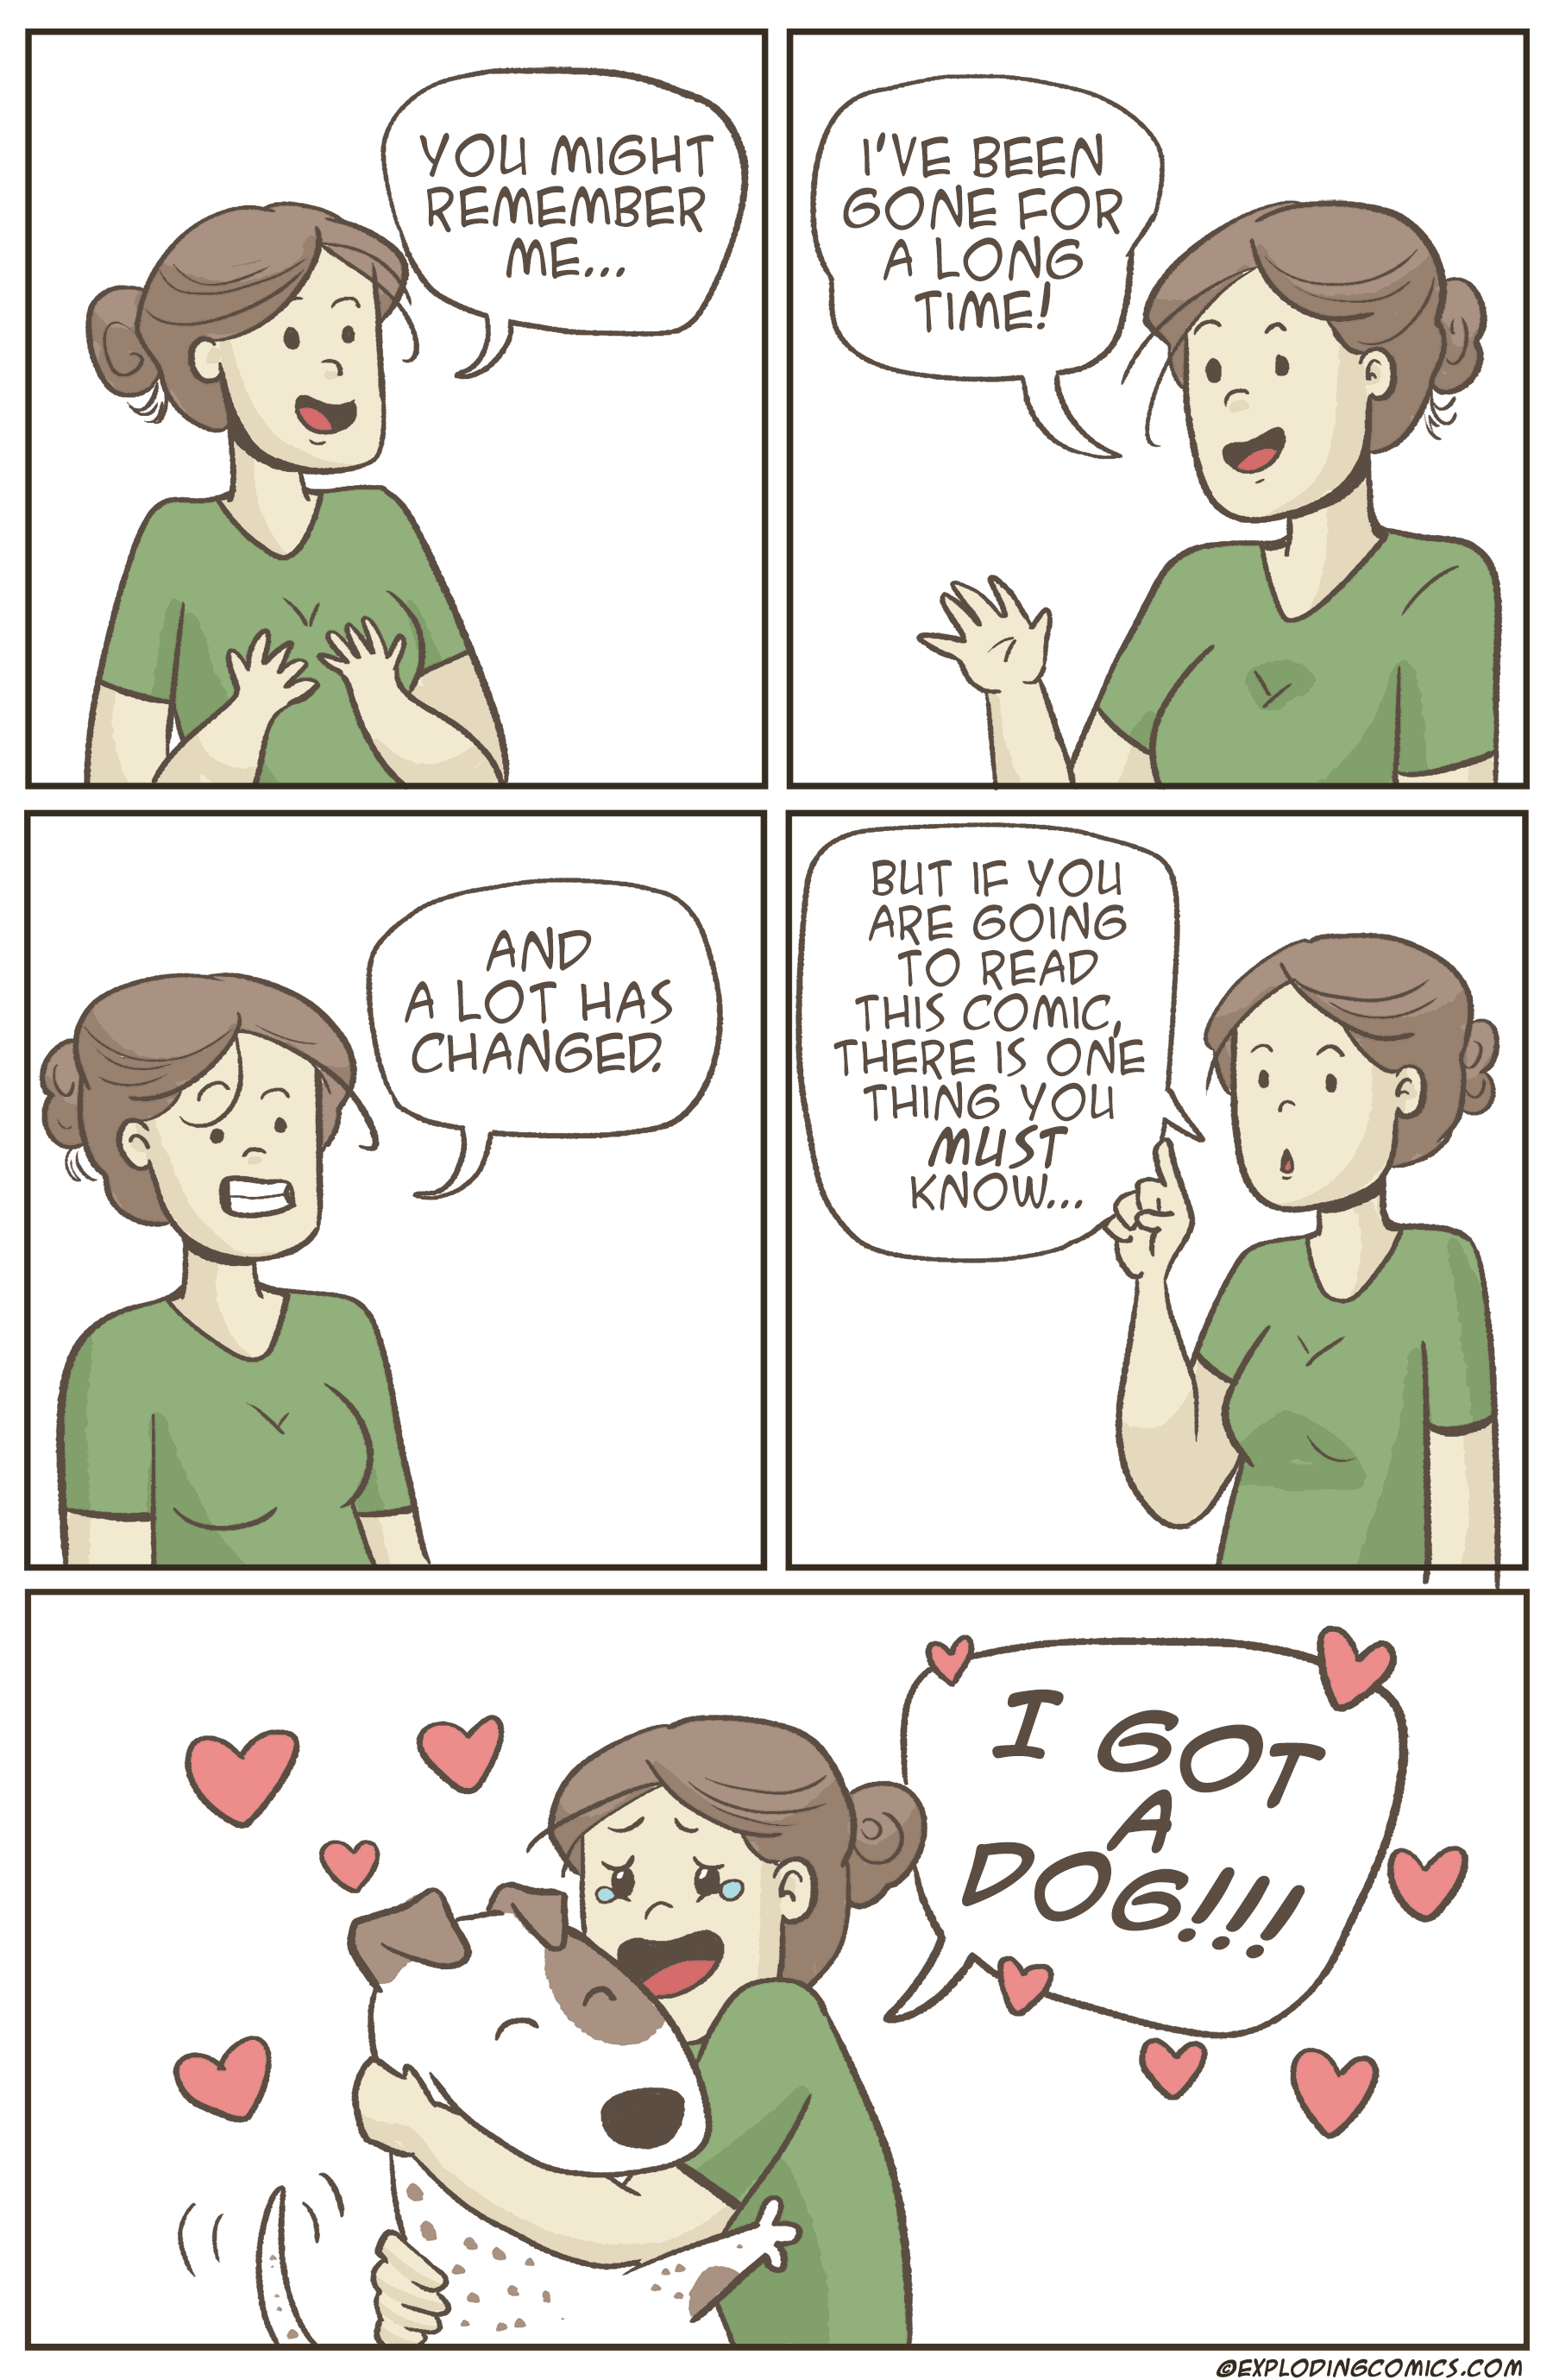 YOU MIGHT
REMEMBER
ME...
I'VE BEEN
GONE FOR
A LONG
TIME!
AND
A LOT HAS
CHANGED.
BUT IF YOU
ARE GOING
TO READ
THIS COMIC,
THERE IS ONE
THING YOU
MUST
KNOW...
I GOT
A
DOG!!!
©EXPLODINGCOMICS.COM